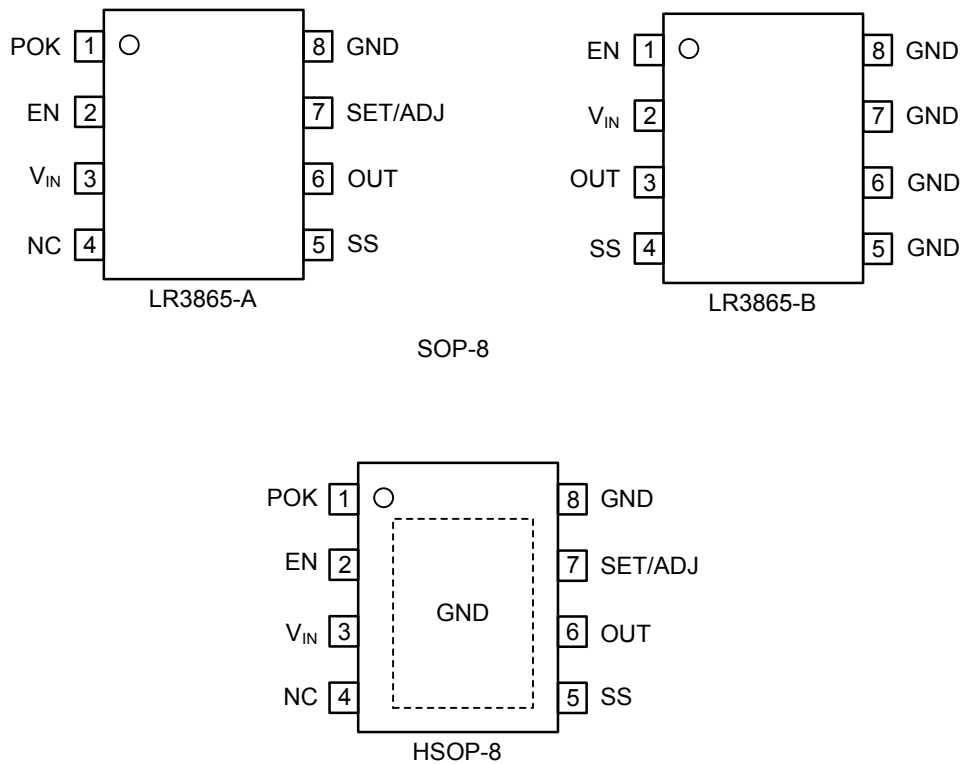 POK 1 8 GND
EN 2 7 SET/ADJ
VIN 3 6 OUT
NC 4 5 SS
LR3865-A
EN 1 8 GND
VIN 2 7 GND
OUT 3 6 GND
SS 4 5 GND
LR3865-B
SOP-8
POK 1 8 GND
EN 2 7 SET/ADJ
GND
VIN 3 6 OUT
NC 4 5 SS
HSOP-8